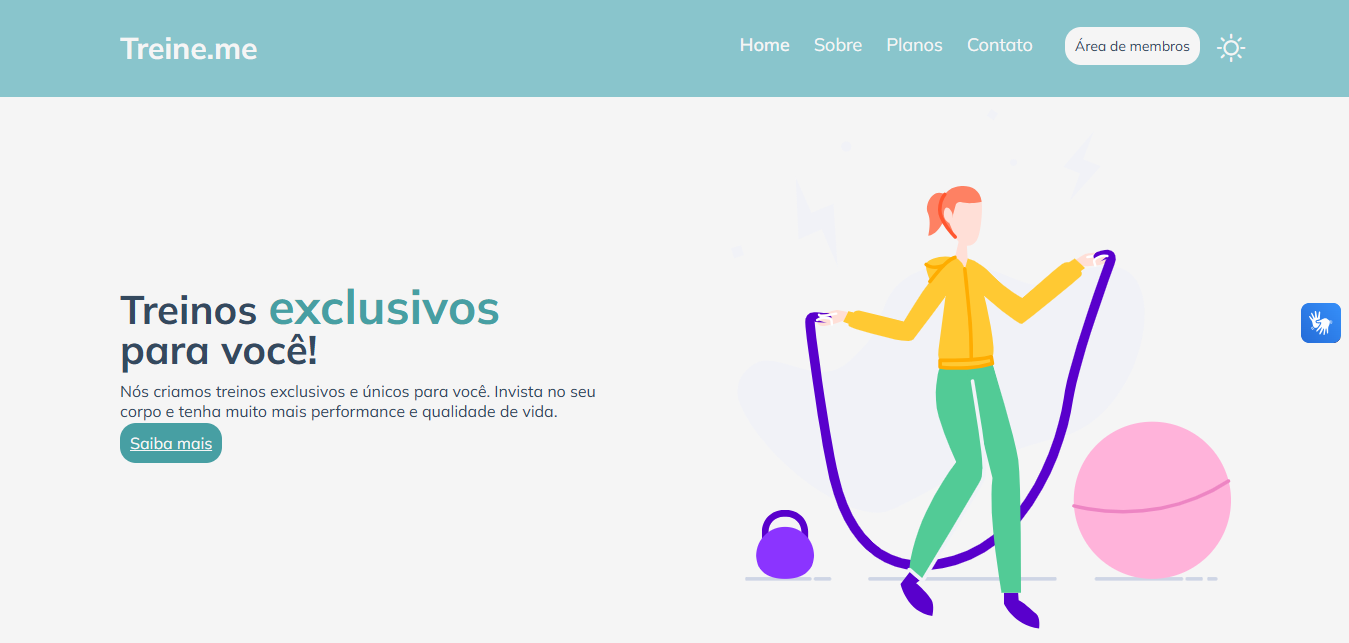 Treine.me
Home Sobre Planos Contato Área de membros
Treinos exclusivos
para você!
Nós criamos treinos exclusivos e únicos para você. Invista no seu
corpo e tenha muito mais performance e qualidade de vida.
Saiba mais